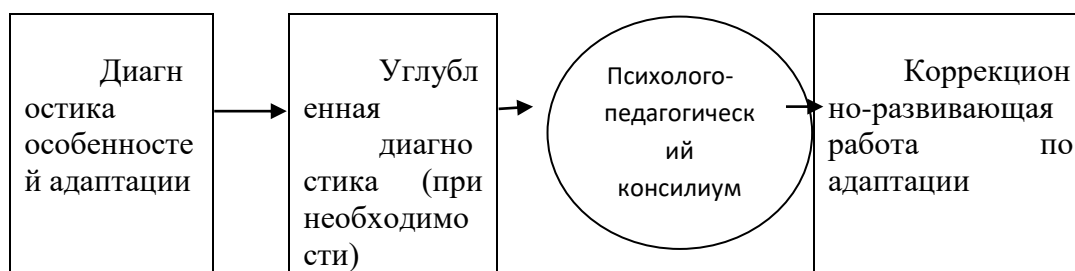 Диагн
остика
особенносте
й адаптации
Углубл
енная
диагно
стика (при
необходимо
сти)
Психолого-
педагогическ
ий
консилиум
Коррекцион
но-развивающая
работа по
адаптации